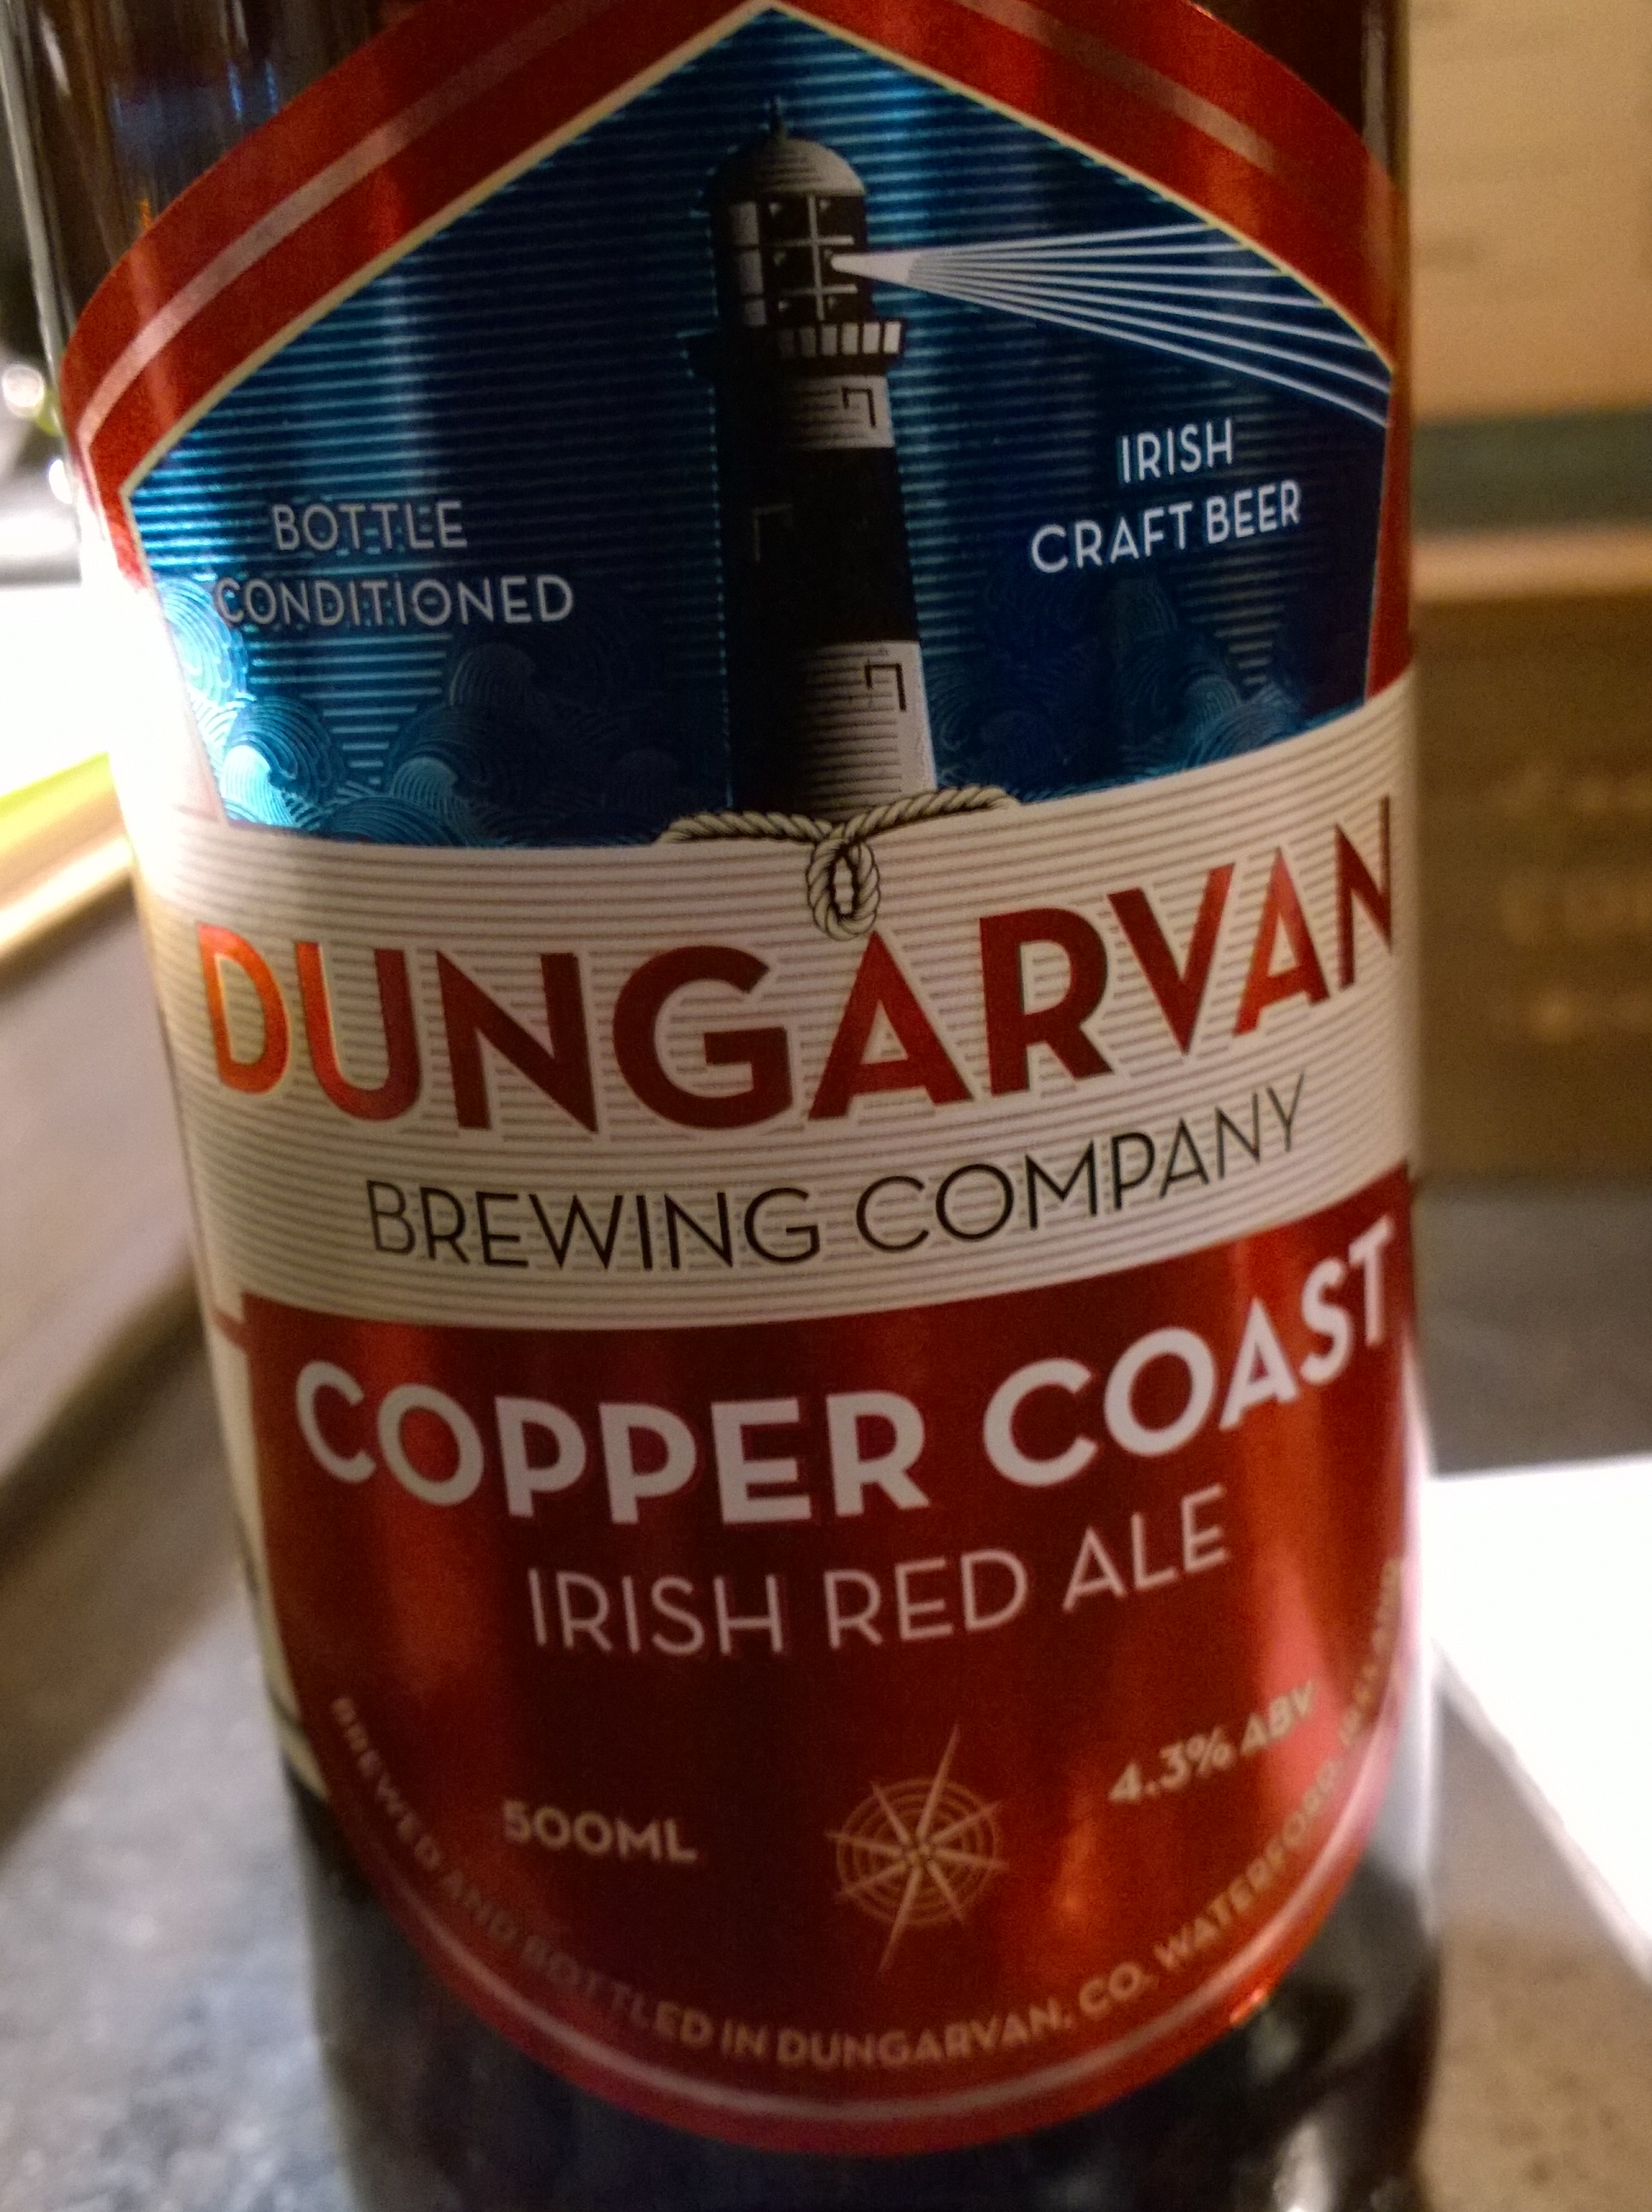 BOTTLE
CONDITIONED
IRISH
CRAFT BEER
DUNGARVAN
BREWING COMPANY
COPPER COAST
IRISH RED ALE
500ML
4.3% ABV
BREWED AND BOTTLED IN DUNGARVAN, CO. WATERFORD, IRELAND